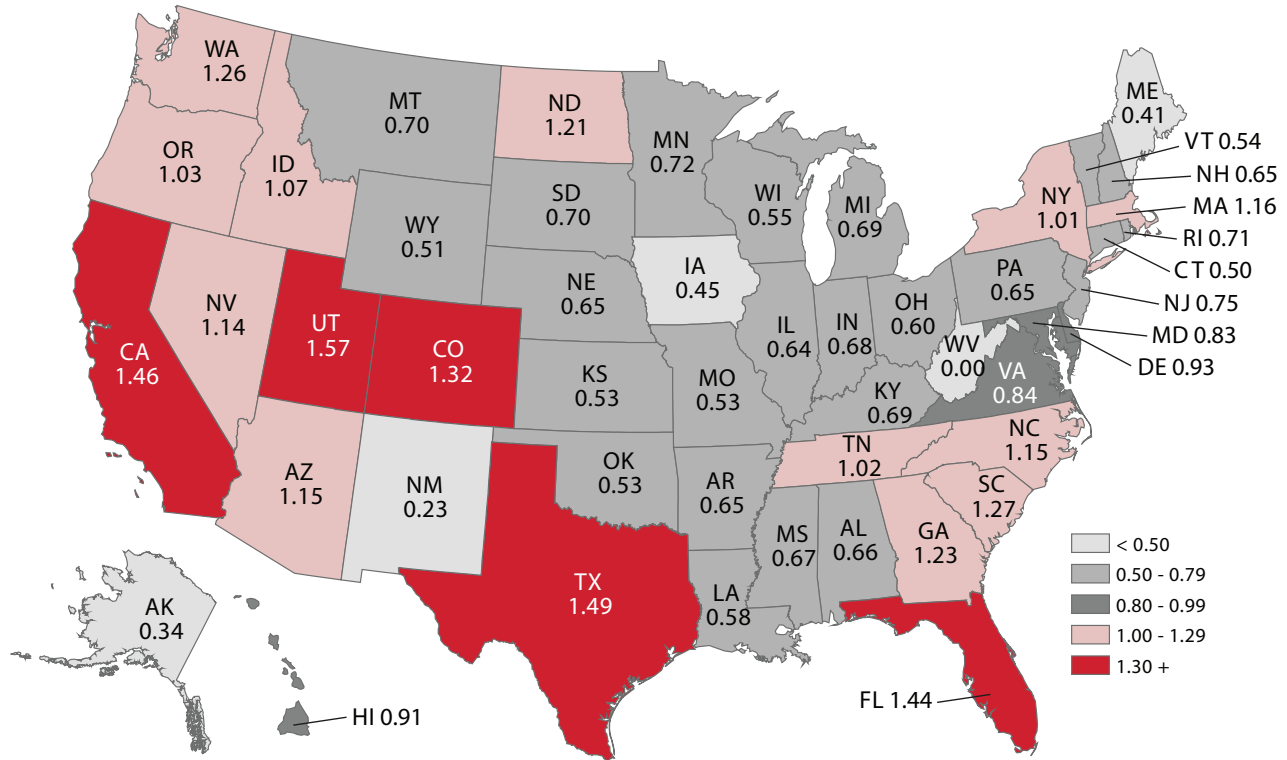 WA
1.26
MT
0.70
ND
1.21
MN
0.72
ME
0.41
VT 0.54
NH 0.65
OR
1.03
ID
1.07
SD
0.70
WI
0.55
MI
0.69
NY
1.01
MA 1.16
RI 0.71
CT 0.50
WY
0.51
IA
0.45
NE
0.65
PA
0.65
NJ 0.75
MD 0.83
DE 0.93
NV
1.14
UT
1.57
CO
1.32
CA
1.46
IL
0.64
IN
0.68
OH
0.60
WV
0.00
VA
0.84
KS
0.53
MO
0.53
KY
0.69
NC
1.15
TN
1.02
AZ
1.15
NM
0.23
OK
0.53
AR
0.65
SC
1.27
MS
0.67
AL
0.66
GA
1.23
TX
1.49
LA
0.58
AK
0.34
HI 0.91
FL 1.44
< 0.50
0.50 - 0.79
0.80 - 0.99
1.00 - 1.29
1.30 +